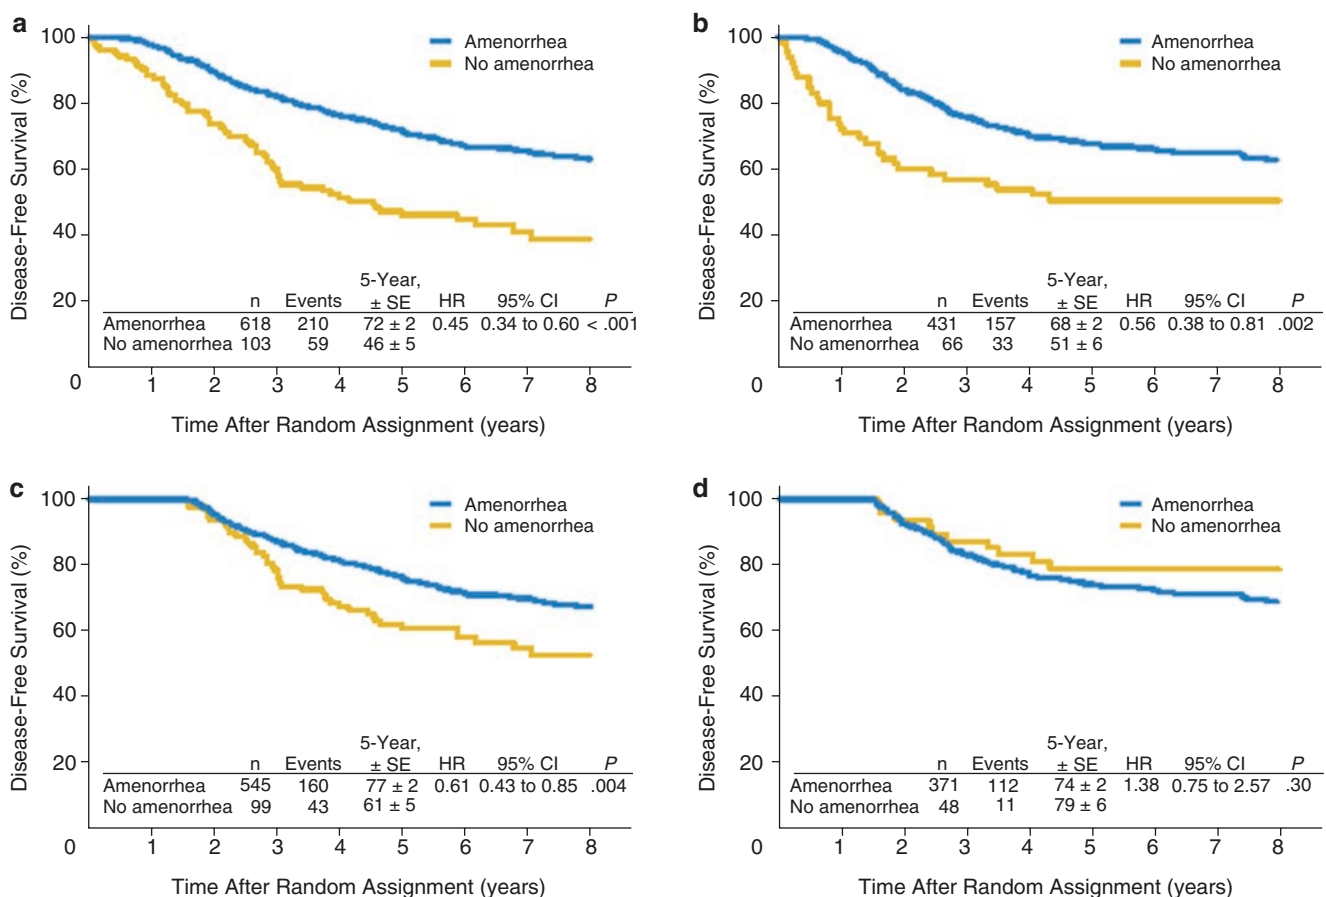 a
100
80
60
40
20
0
Disease-Free Survival (%)
Amenorrhea
No amenorrhea
5-Year,
n Events ± SE HR 95% CI P
Amenorrhea 618 210 72 ± 2 0.45 0.34 to 0.60 < .001
No amenorrhea 103 59 46 ± 5
1 2 3 4 5 6 7 8
Time After Random Assignment (years)
b
100
80
60
40
20
0
Disease-Free Survival (%)
Amenorrhea
No amenorrhea
5-Year,
n Events ± SE HR 95% CI P
Amenorrhea 431 157 68 ± 2 0.56 0.38 to 0.81 .002
No amenorrhea 66 33 51 ± 6
1 2 3 4 5 6 7 8
Time After Random Assignment (years)
c
100
80
60
40
20
0
Disease-Free Survival (%)
Amenorrhea
No amenorrhea
5-Year,
n Events ± SE HR 95% CI P
Amenorrhea 545 160 77 ± 2 0.61 0.43 to 0.85 .004
No amenorrhea 99 43 61 ± 5
1 2 3 4 5 6 7 8
Time After Random Assignment (years)
d
100
80
60
40
20
0
Disease-Free Survival (%)
Amenorrhea
No amenorrhea
5-Year,
n Events ± SE HR 95% CI P
Amenorrhea 371 112 74 ± 2 1.38 0.75 to 2.57 .30
No amenorrhea 48 11 79 ± 6
1 2 3 4 5 6 7 8
Time After Random Assignment (years)